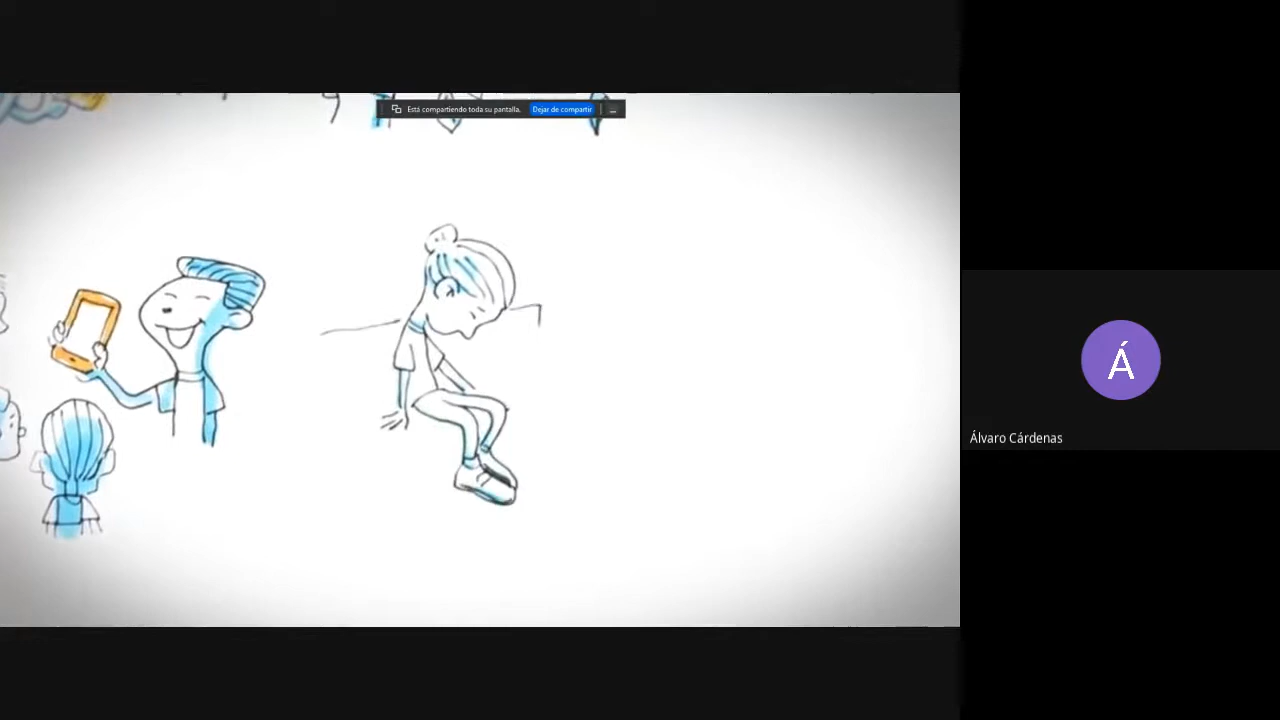 Está compartiendo toda su pantalla. Dejar de compartir
Á
Álvaro Cárdenas